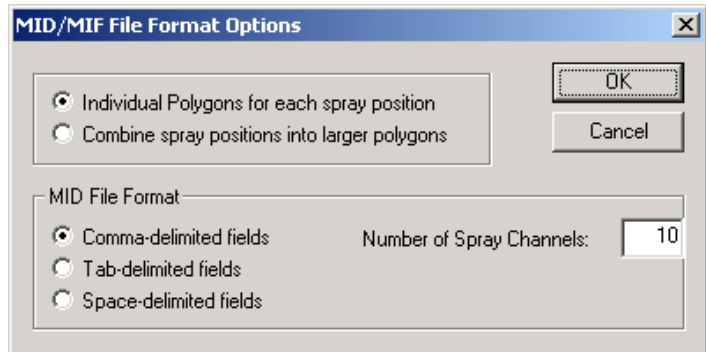 MID/MIF File Format Options
Individual Polygons for each spray position
Combine spray positions into larger polygons
OK
Cancel
MID File Format
Comma-delimited fields
Tab-delimited fields
Space-delimited fields
Number of Spray Channels: 10